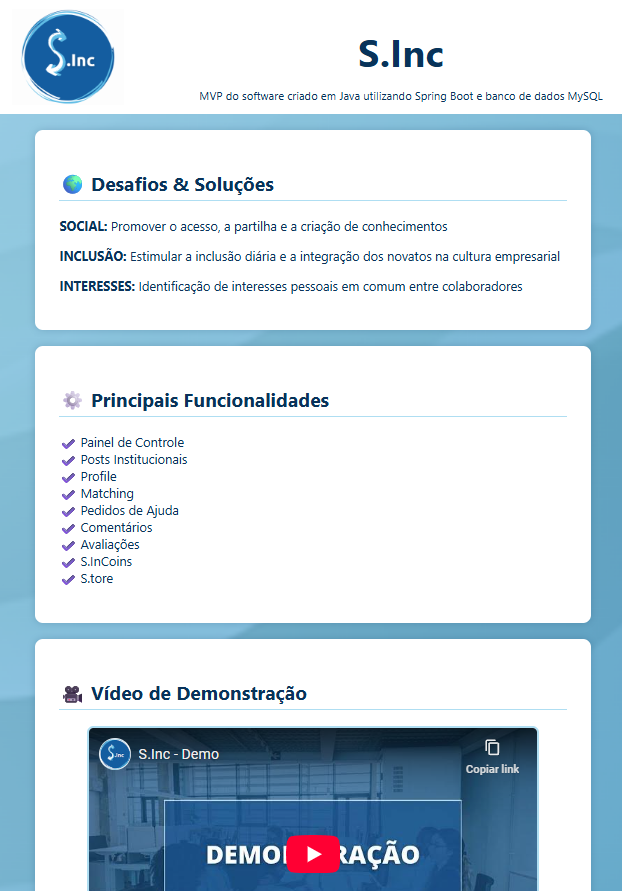 S.Inc
S.Inc
MVP do software criado em Java utilizando Spring Boot e banco de dados MySQL
Desafios & Soluções
SOCIAL: Promover o acesso, a partilha e a criação de conhecimentos
INCLUSÃO: Estimular a inclusão diária e a integração dos novatos na cultura empresarial
INTERESSES: Identificação de interesses pessoais em comum entre colaboradores
Principais Funcionalidades
Painel de Controle
Posts Institucionais
Profile
Matching
Pedidos de Ajuda
Comentários
Avaliações
S.InCoins
S.tore
Vídeo de Demonstração
S.Inc
S.Inc - Demo
Copiar link
DEMO RAÇÃO